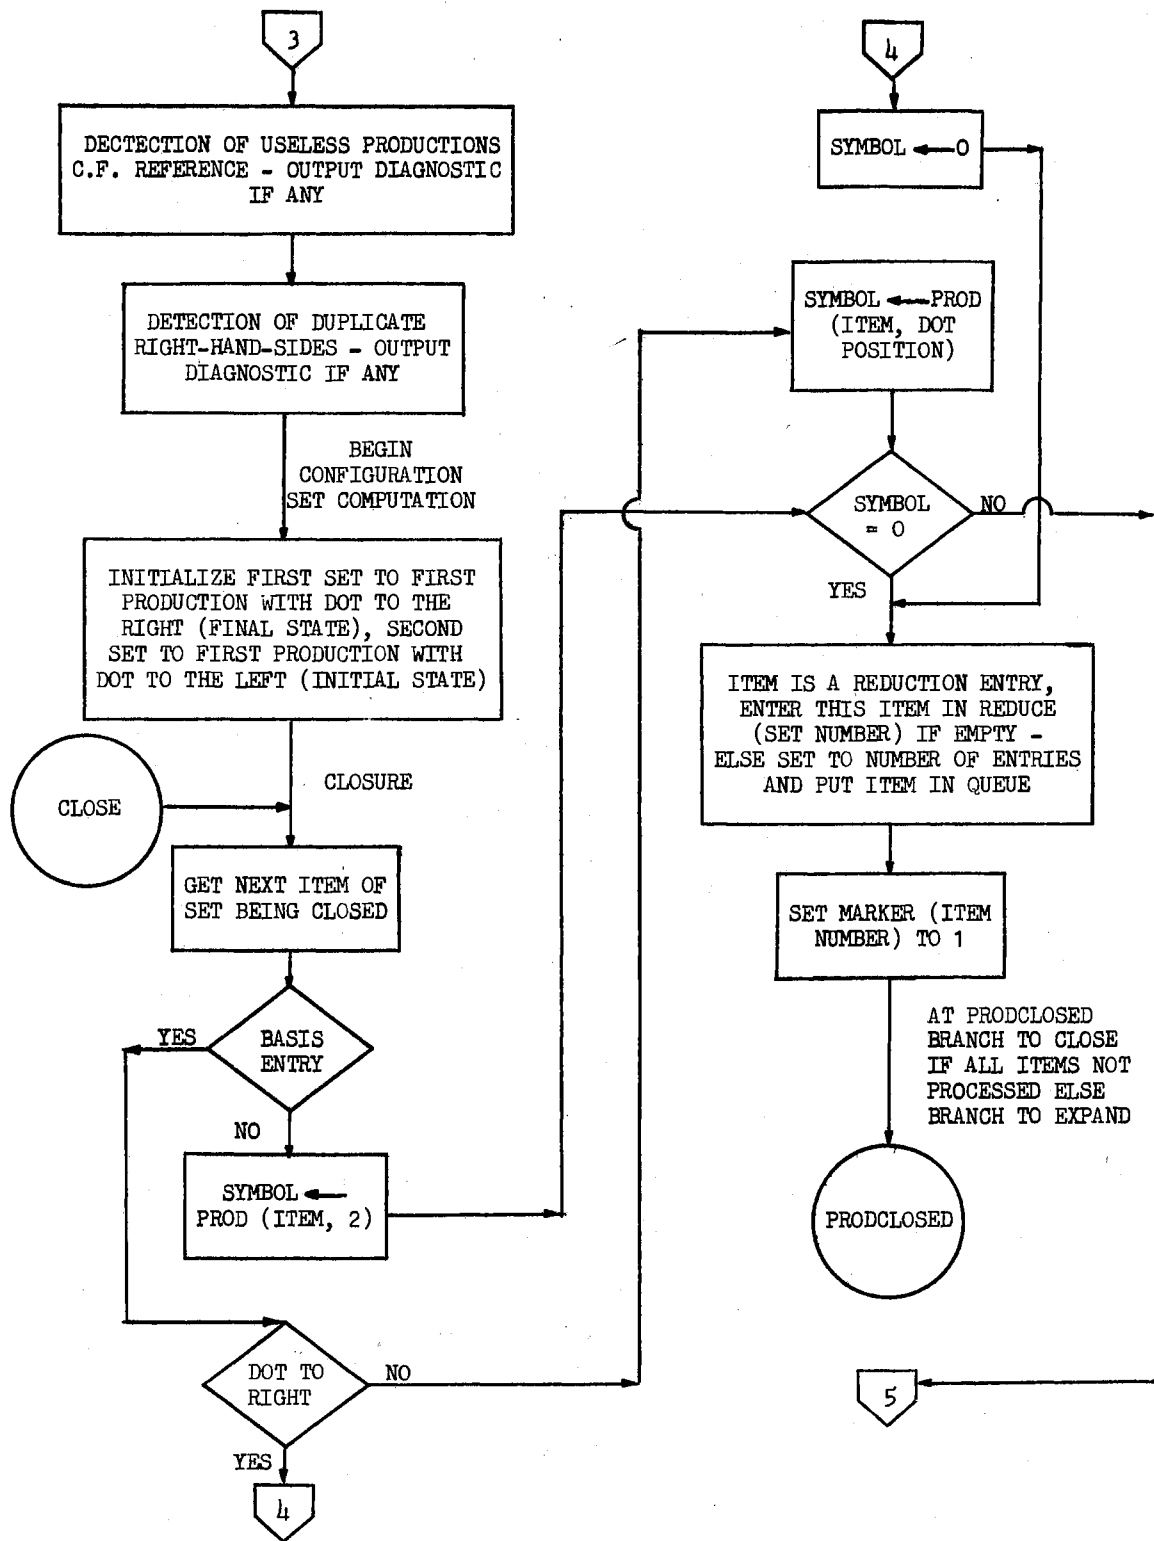 3
DECTECTION OF USELESS PRODUCTIONS
C.F. REFERENCE - OUTPUT DIAGNOSTIC
IF ANY
DETECTION OF DUPLICATE
RIGHT-HAND-SIDES - OUTPUT
DIAGNOSTIC IF ANY
BEGIN
CONFIGURATION
SET COMPUTATION
INITIALIZE FIRST SET TO FIRST
PRODUCTION WITH DOT TO THE
RIGHT (FINAL STATE), SECOND
SET TO FIRST PRODUCTION WITH
DOT TO THE LEFT (INITIAL STATE)
CLOSURE
CLOSE
GET NEXT ITEM OF
SET BEING CLOSED
YES
BASIS
ENTRY
NO
SYMBOL ←
PROD (ITEM, 2)
DOT TO
RIGHT
NO
YES
4
4
SYMBOL ← 0
SYMBOL ← PROD
(ITEM, DOT
POSITION)
SYMBOL
= 0
NO
YES
ITEM IS A REDUCTION ENTRY,
ENTER THIS ITEM IN REDUCE
(SET NUMBER) IF EMPTY -
ELSE SET TO NUMBER OF ENTRIES
AND PUT ITEM IN QUEUE
SET MARKER (ITEM
NUMBER) TO 1
AT PRODCLOSED
BRANCH TO CLOSE
IF ALL ITEMS NOT
PROCESSED ELSE
BRANCH TO EXPAND
PRODCLOSED
5